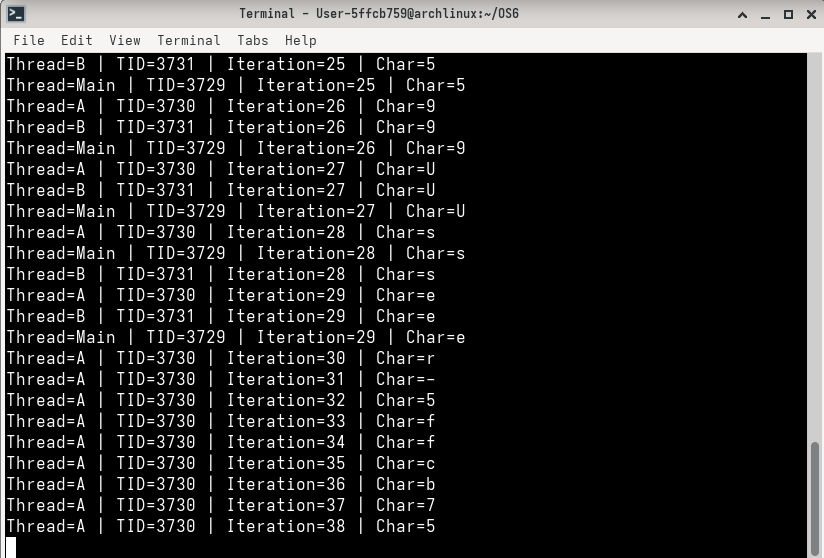 Terminal - User-5ffcb759@archlinux:~/OS6
File Edit View Terminal Tabs Help
Thread=B | TID=3731 | Iteration=25 | Char=5
Thread=Main | TID=3729 | Iteration=25 | Char=5
Thread=A | TID=3730 | Iteration=26 | Char=9
Thread=B | TID=3731 | Iteration=26 | Char=9
Thread=Main | TID=3729 | Iteration=26 | Char=9
Thread=A | TID=3730 | Iteration=27 | Char=U
Thread=B | TID=3731 | Iteration=27 | Char=U
Thread=Main | TID=3729 | Iteration=27 | Char=U
Thread=A | TID=3730 | Iteration=28 | Char=s
Thread=Main | TID=3729 | Iteration=28 | Char=s
Thread=B | TID=3731 | Iteration=28 | Char=s
Thread=A | TID=3730 | Iteration=29 | Char=e
Thread=B | TID=3731 | Iteration=29 | Char=e
Thread=Main | TID=3729 | Iteration=29 | Char=e
Thread=A | TID=3730 | Iteration=30 | Char=r
Thread=A | TID=3730 | Iteration=31 | Char=-
Thread=A | TID=3730 | Iteration=32 | Char=5
Thread=A | TID=3730 | Iteration=33 | Char=f
Thread=A | TID=3730 | Iteration=34 | Char=f
Thread=A | TID=3730 | Iteration=35 | Char=c
Thread=A | TID=3730 | Iteration=36 | Char=b
Thread=A | TID=3730 | Iteration=37 | Char=7
Thread=A | TID=3730 | Iteration=38 | Char=5